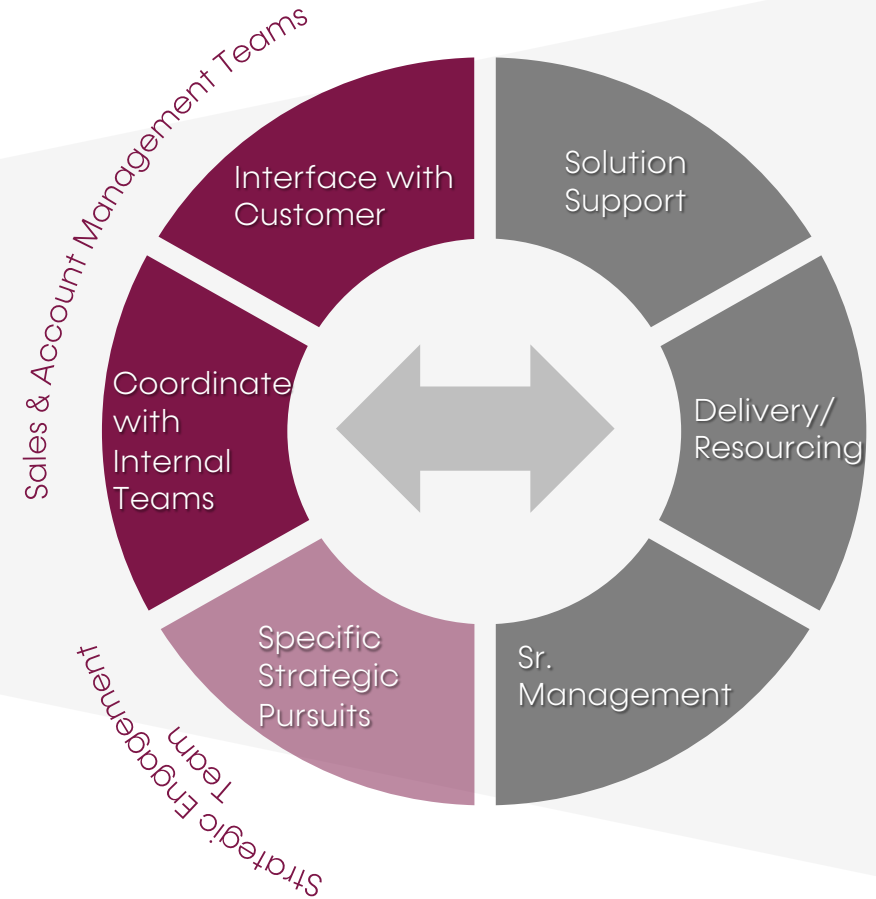 Sales & Account Management Teams
Interface with
Customer
Solution
Support
Coordinate
with
Internal
Teams
Delivery/
Resourcing
Specific
Strategic
Pursuits
Sr.
Management
Strategic Engagement
Team